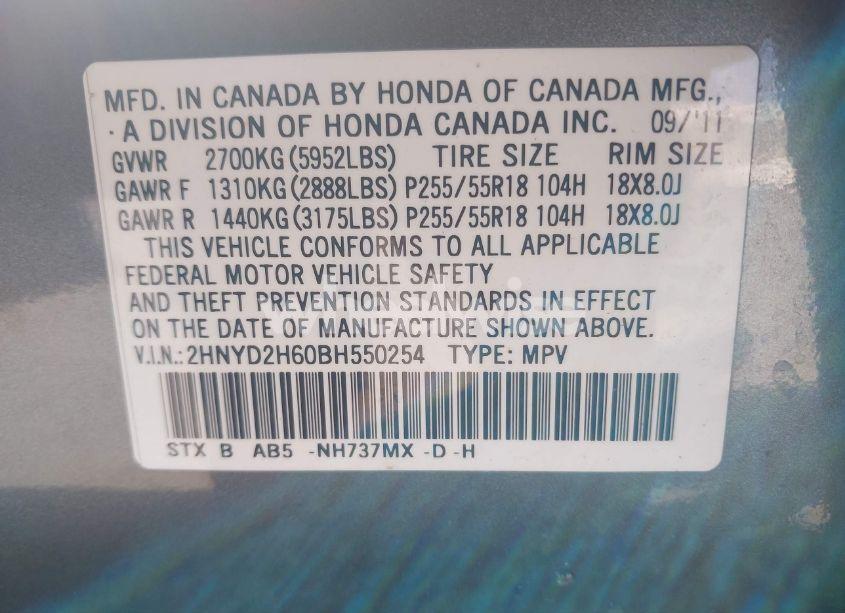 MFD. IN CANADA BY HONDA OF CANADA MFG.,
A DIVISION OF HONDA CANADA INC. 09/'11
GVWR 2700KG (5952LBS) TIRE SIZE RIM SIZE
GAWR F 1310KG (2888LBS) P255/55R18 104H 18X8.0J
GAWR R 1440KG (3175LBS) P255/55R18 104H 18X8.0J
THIS VEHICLE CONFORMS TO ALL APPLICABLE
FEDERAL MOTOR VEHICLE SAFETY
AND THEFT PREVENTION STANDARDS IN EFFECT
ON THE DATE OF MANUFACTURE SHOWN ABOVE.
V.I.N.: 2HNYD2H60BH550254 TYPE: MPV
STX B AB5 -NH737MX -D -H